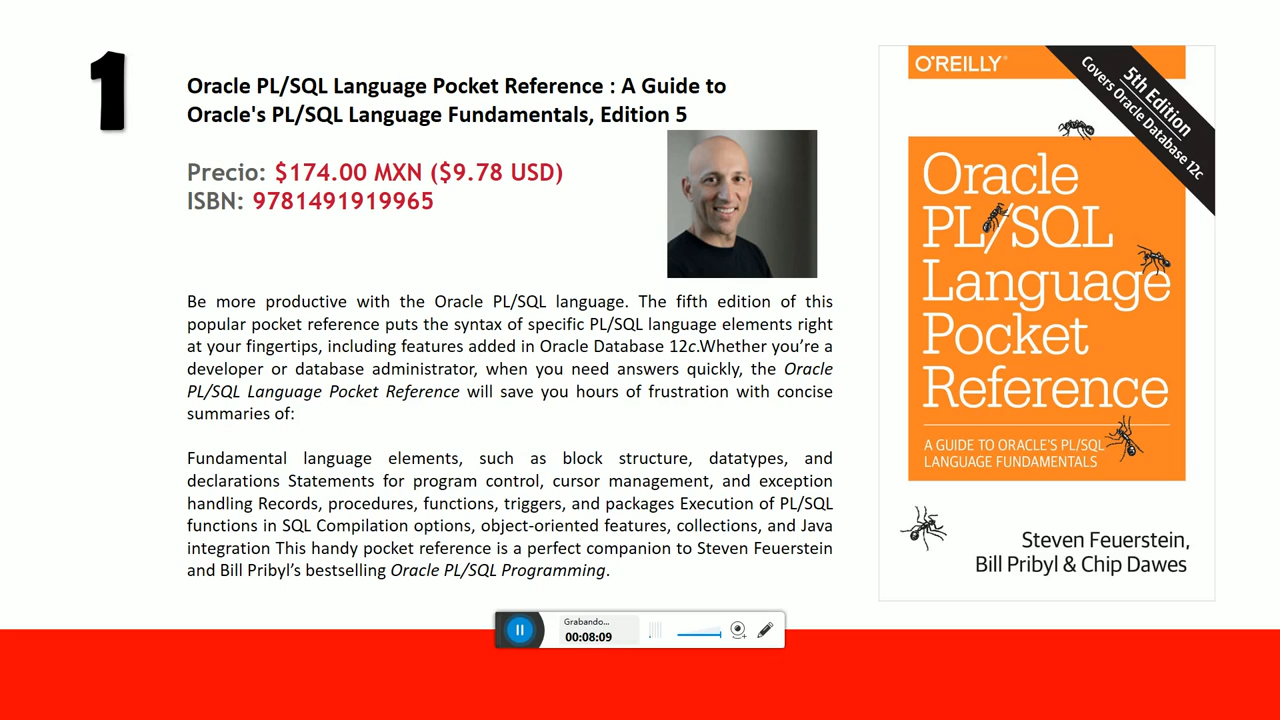 1
Oracle PL/SQL Language Pocket Reference : A Guide to
Oracle's PL/SQL Language Fundamentals, Edition 5
Precio: $174.00 MXN ($9.78 USD)
ISBN: 9781491919965
Be more productive with the Oracle PL/SQL language. The fifth edition of this
popular pocket reference puts the syntax of specific PL/SQL language elements right
at your fingertips, including features added in Oracle Database 12c.Whether you’re a
developer or database administrator, when you need answers quickly, the Oracle
PL/SQL Language Pocket Reference will save you hours of frustration with concise
summaries of:
Fundamental language elements, such as block structure, datatypes, and
declarations Statements for program control, cursor management, and exception
handling Records, procedures, functions, triggers, and packages Execution of PL/SQL
functions in SQL Compilation options, object-oriented features, collections, and Java
integration This handy pocket reference is a perfect companion to Steven Feuerstein
and Bill Pribyl’s bestselling Oracle PL/SQL Programming.
O'REILLY®
5th Edition
Covers Oracle Database 12c
Oracle
PL/SQL
Language
Pocket
Reference
A GUIDE TO ORACLE'S PL/SQL
LANGUAGE FUNDAMENTALS
Steven Feuerstein,
Bill Pribyl & Chip Dawes
Grabando...
00:08:09